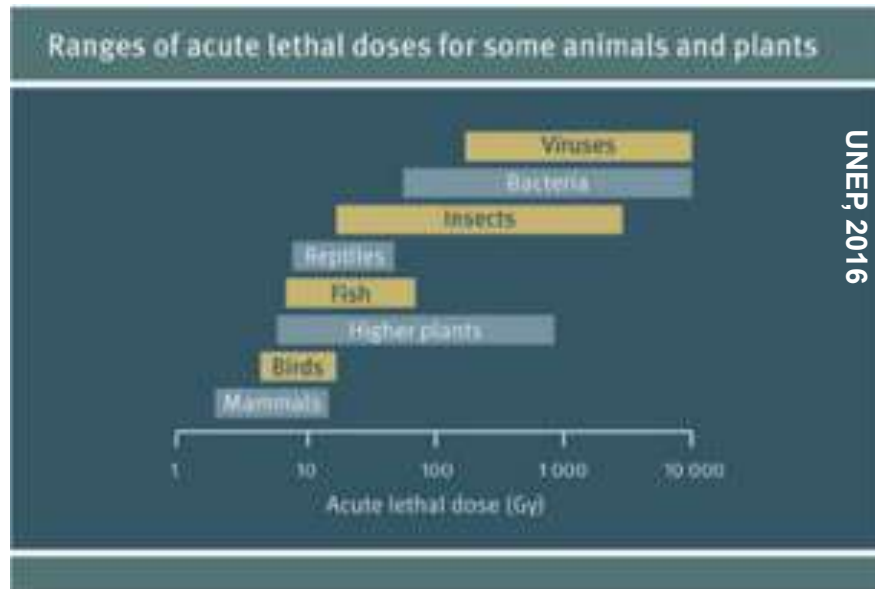 Ranges of acute lethal doses for some animals and plants
Viruses
Bacteria
Insects
Reptiles
Fish
Higher plants
Birds
Mammals
1 10 100 1 000 10 000
Acute lethal dose (Gy)
UNEP, 2016